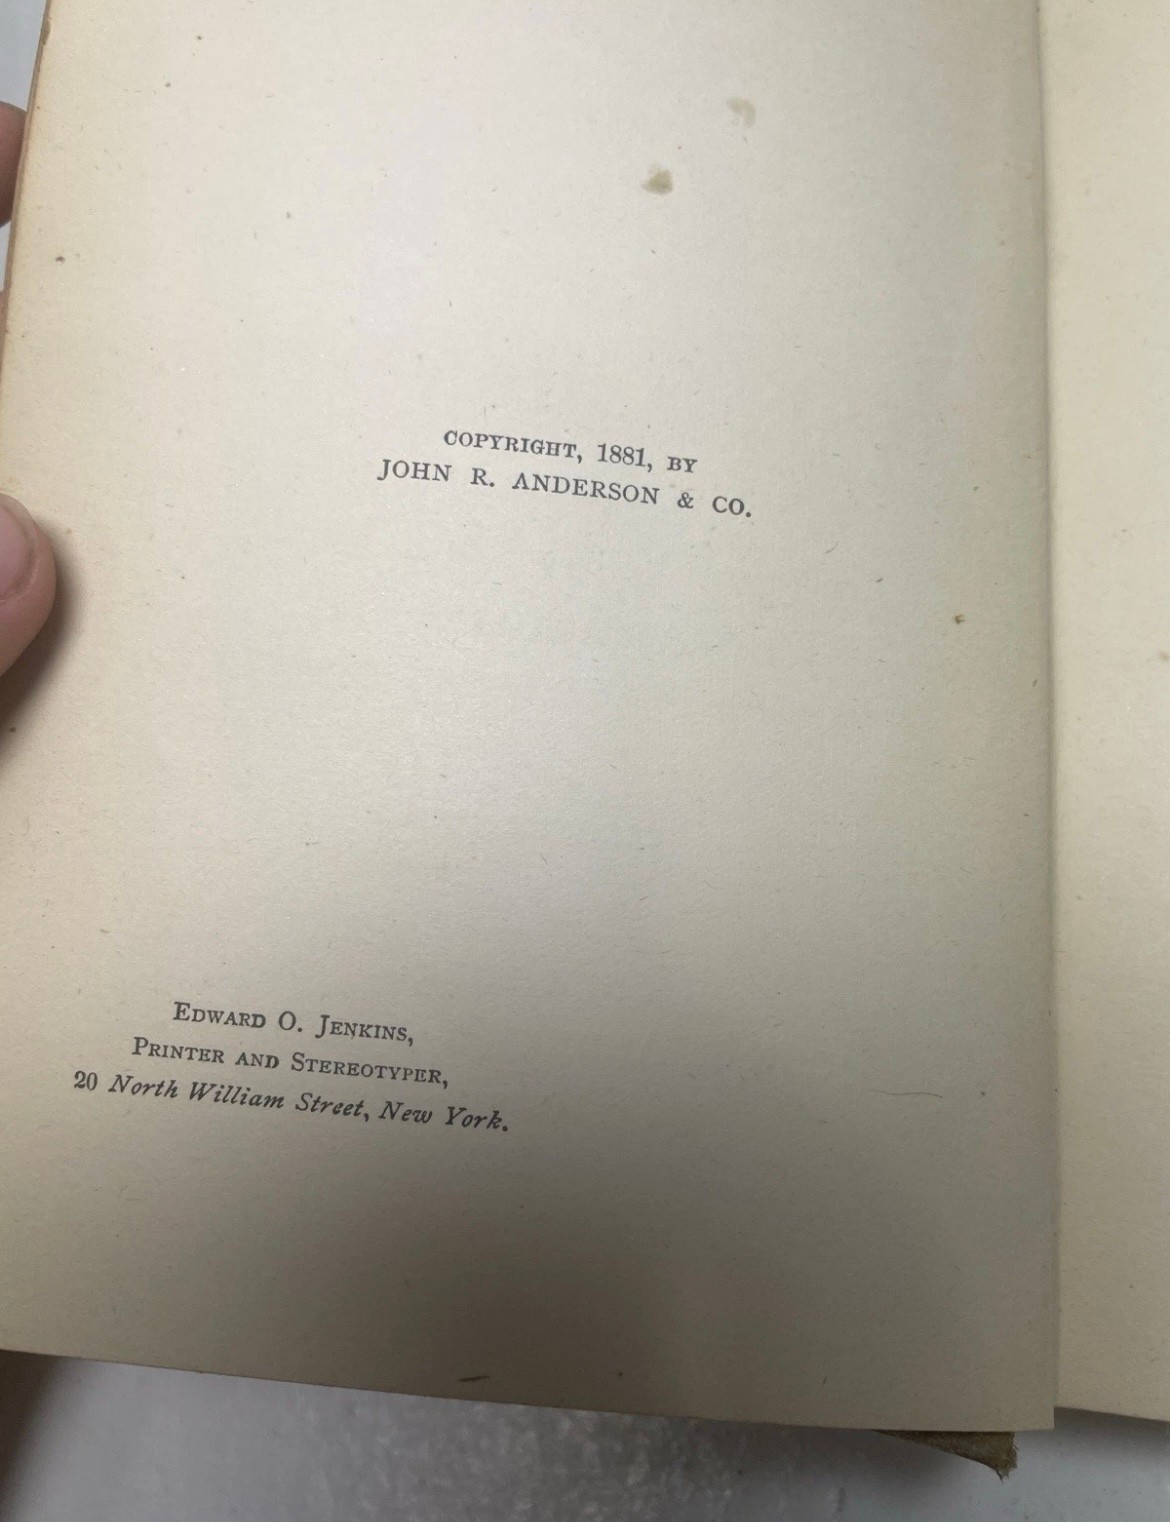 COPYRIGHT, 1881, BY
JOHN R. ANDERSON & CO.
EDWARD O. JENKINS,
PRINTER AND STEREOTYPER,
20 North William Street, New York.